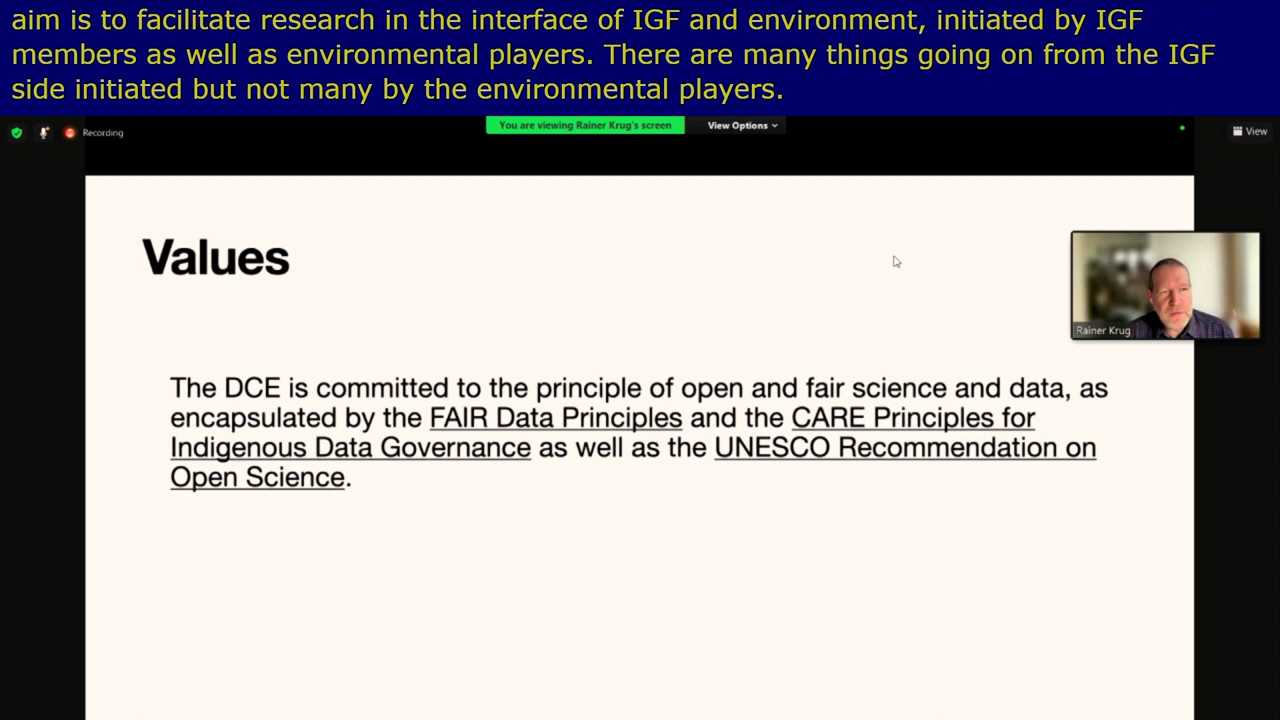 aim is to facilitate research in the interface of IGF and environment, initiated by IGF
members as well as environmental players. There are many things going on from the IGF
side initiated but not many by the environmental players.
Recording
You are viewing Rainer Krug's screen
View Options
View
Values
Rainer Krug
The DCE is committed to the principle of open and fair science and data, as
encapsulated by the FAIR Data Principles and the CARE Principles for
Indigenous Data Governance as well as the UNESCO Recommendation on
Open Science.